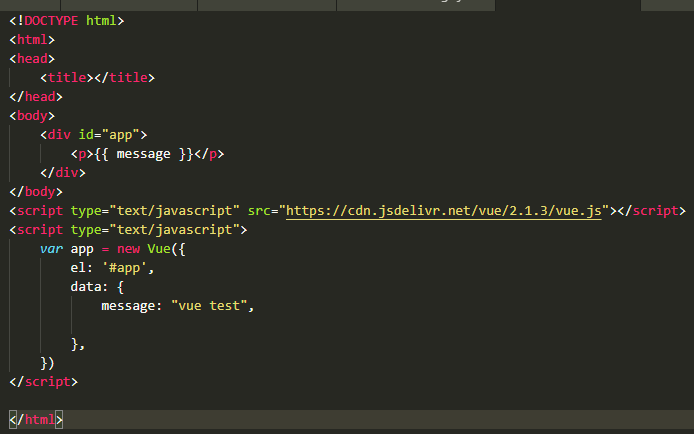 <!DOCTYPE html>
<html>
<head>
    <title></title>
</head>
<body>
    <div id="app">
        <p>{{ message }}</p>
    </div>
</body>
<script type="text/javascript" src="https://cdn.jsdelivr.net/vue/2.1.3/vue.js"></script>
<script type="text/javascript">
    var app = new Vue({
        el: '#app',
        data: {
            message: "vue test",

        },
    })
</script>

</html>